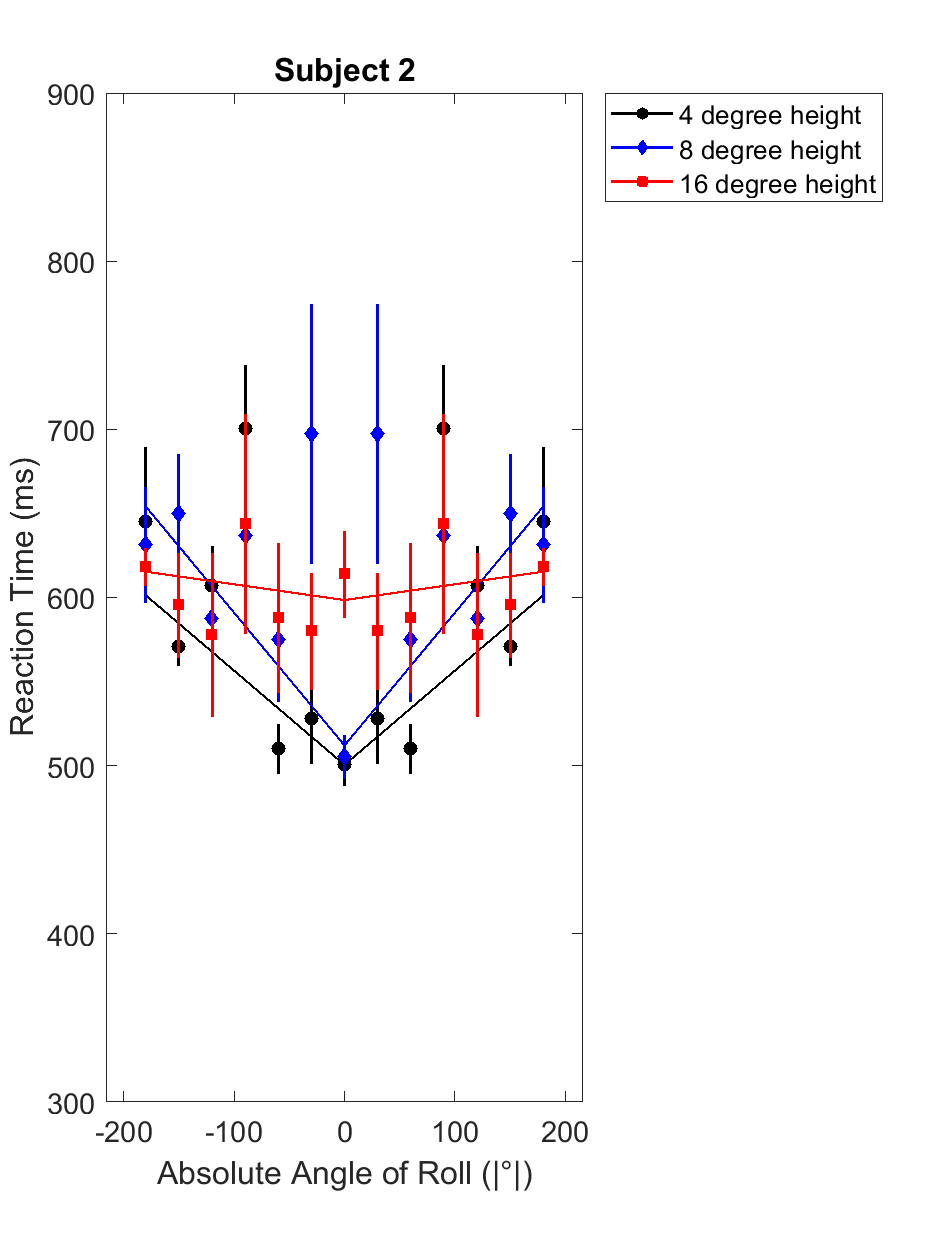 Subject 2
900
800
700
600
500
400
300
-200 -100 0 100 200
Reaction Time (ms)
Absolute Angle of Roll (|°|)
4 degree height
8 degree height
16 degree height